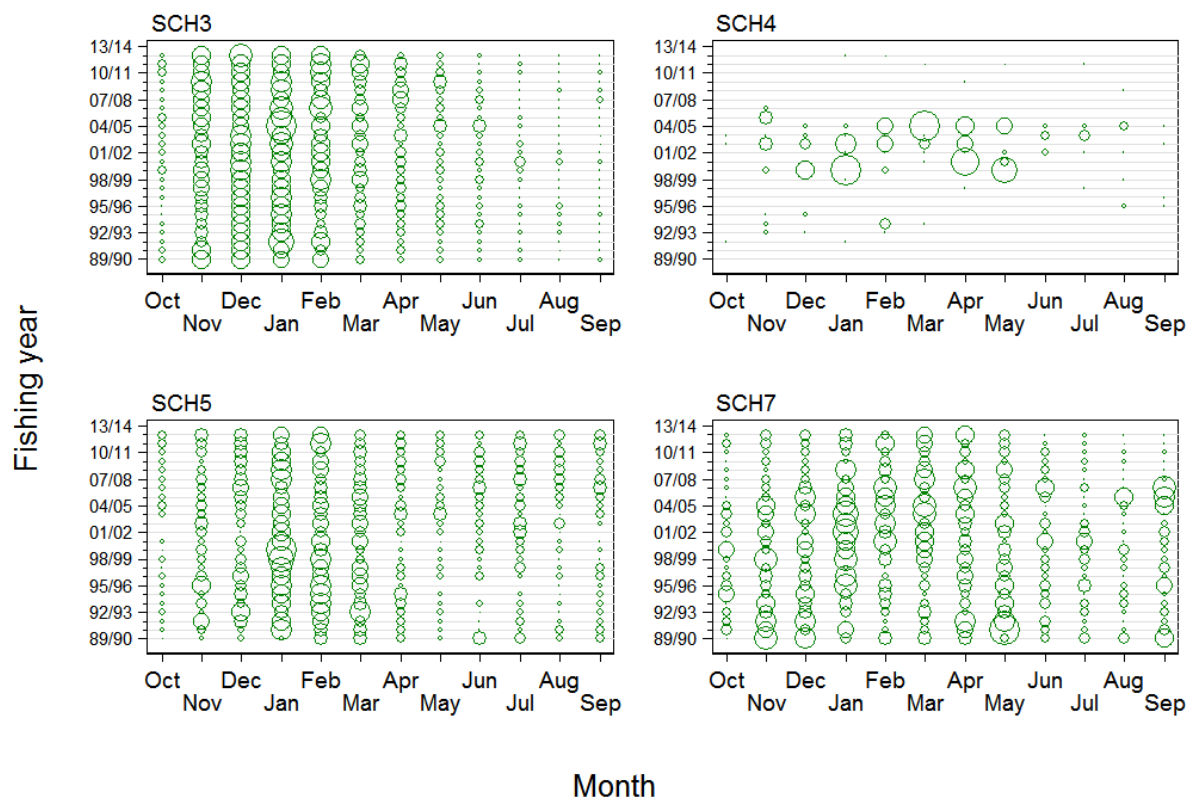 SCH3
13/14
10/11
07/08
04/05
01/02
98/99
95/96
92/93
89/90
Oct Dec Feb Apr Jun Aug
Nov Jan Mar May Jul Sep
SCH4
13/14
10/11
07/08
04/05
01/02
98/99
95/96
92/93
89/90
Oct Dec Feb Apr Jun Aug
Nov Jan Mar May Jul Sep
Fishing year
SCH5
13/14
10/11
07/08
04/05
01/02
98/99
95/96
92/93
89/90
Oct Dec Feb Apr Jun Aug
Nov Jan Mar May Jul Sep
SCH7
13/14
10/11
07/08
04/05
01/02
98/99
95/96
92/93
89/90
Oct Dec Feb Apr Jun Aug
Nov Jan Mar May Jul Sep
Month